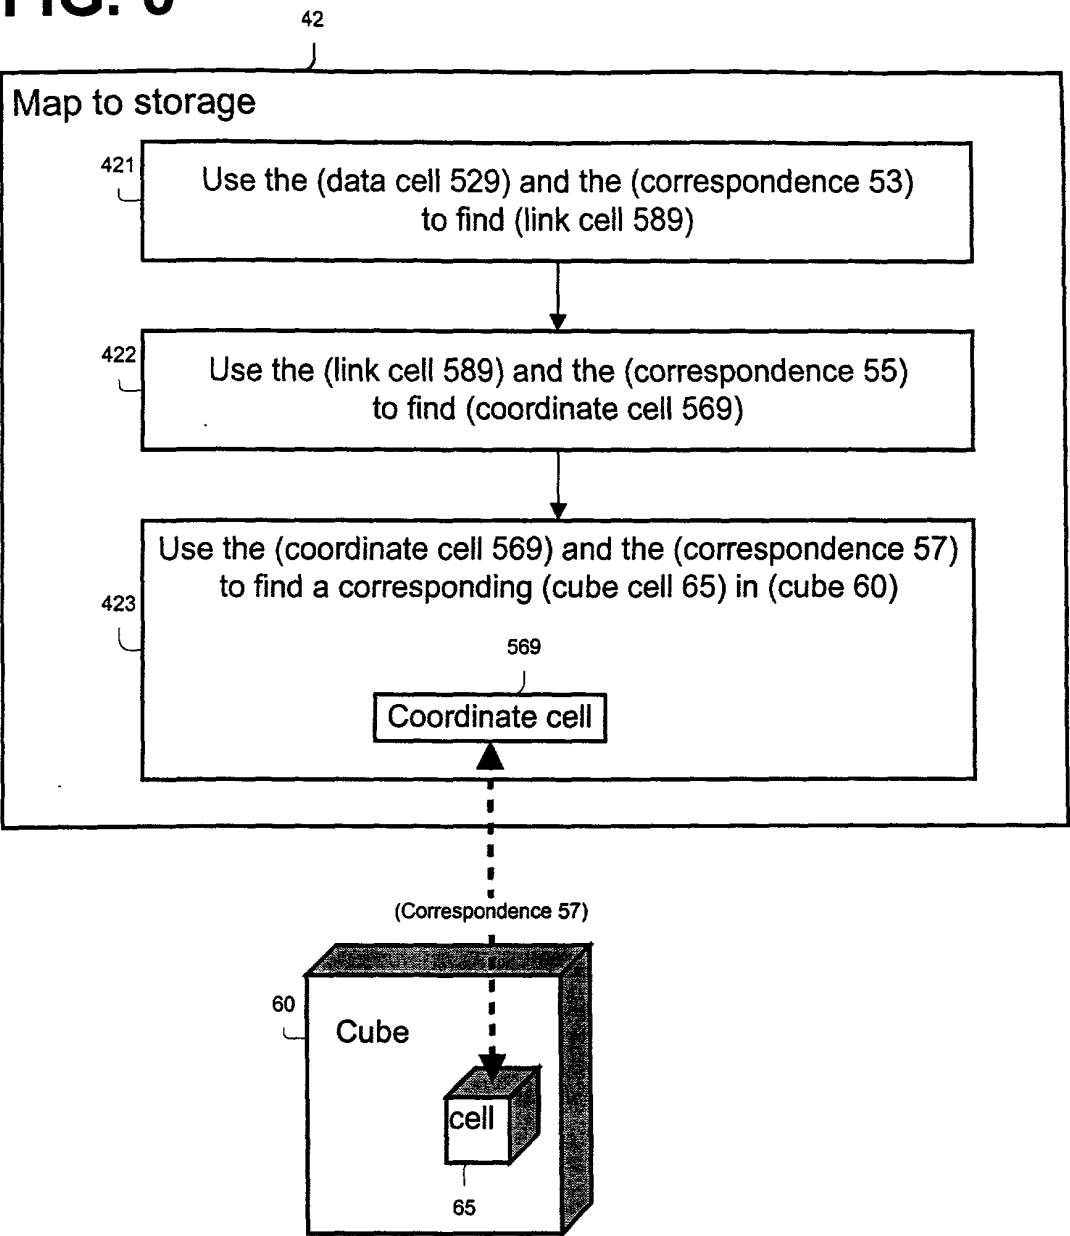 42
Map to storage
421
Use the (data cell 529) and the (correspondence 53)
to find (link cell 589)
422
Use the (link cell 589) and the (correspondence 55)
to find (coordinate cell 569)
423
Use the (coordinate cell 569) and the (correspondence 57)
to find a corresponding (cube cell 65) in (cube 60)
569
Coordinate cell
(Correspondence 57)
60
Cube
cell
65